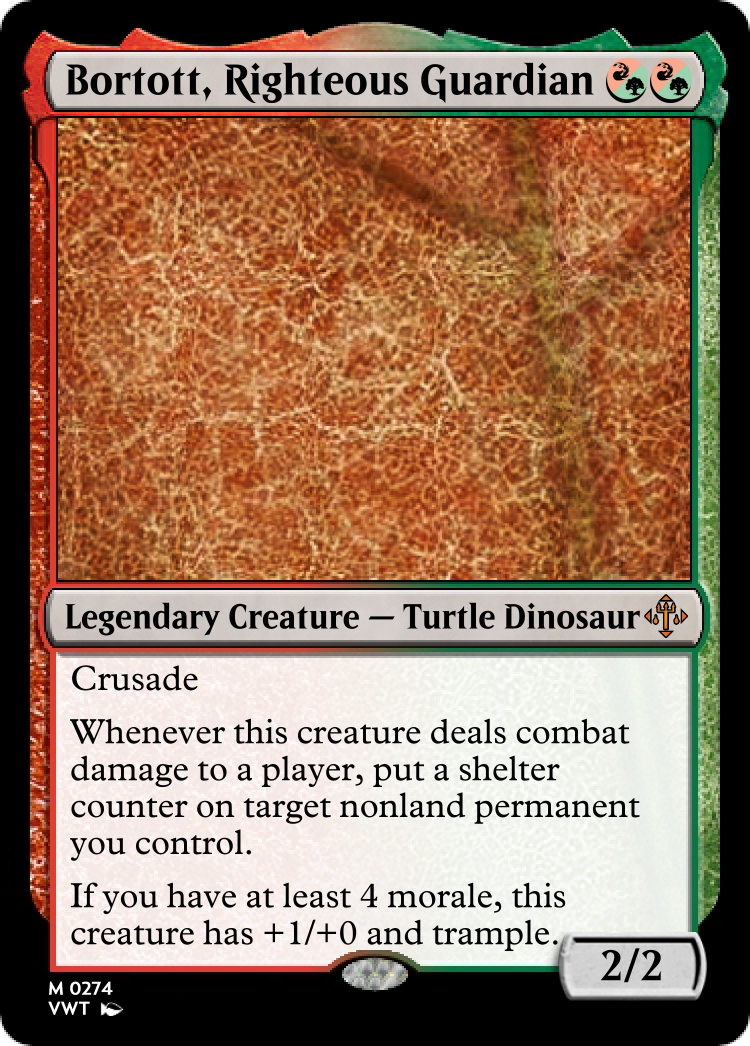 Bortott, Righteous Guardian
Legendary Creature — Turtle Dinosaur
Crusade
Whenever this creature deals combat
damage to a player, put a shelter
counter on target nonland permanent
you control.
If you have at least 4 morale, this
creature has +1/+0 and trample.
2/2
M 0274
VWT